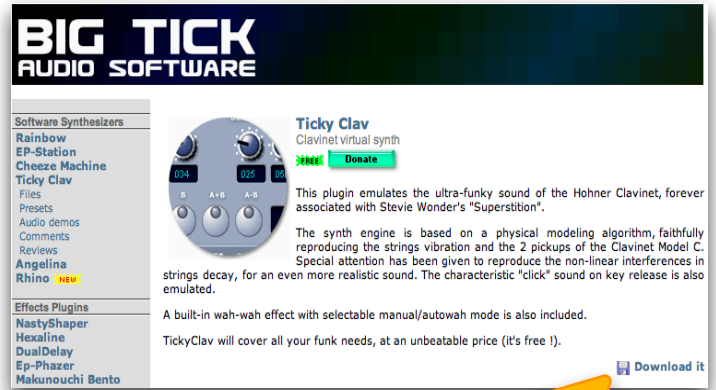 BIG TICK
AUDIO SOFTWARE
Software Synthesizers
Rainbow
EP-Station
Cheeze Machine
Ticky Clav
Files
Presets
Audio demos
Comments
Reviews
Angelina
Rhino NEW
Effects Plugins
NastyShaper
Hexaline
DualDelay
Ep-Phazer
Makunouchi Bento
034
025
05
B
A+B
A-B
Ticky Clav
Clavinet virtual synth
FREE
Donate
This plugin emulates the ultra-funky sound of the Hohner Clavinet, forever
associated with Stevie Wonder's "Superstition".
The synth engine is based on a physical modeling algorithm, faithfully
reproducing the strings vibration and the 2 pickups of the Clavinet Model C.
Special attention has been given to reproduce the non-linear interferences in
strings decay, for an even more realistic sound. The characteristic "click" sound on key release is also
emulated.
A built-in wah-wah effect with selectable manual/autowah mode is also included.
TickyClav will cover all your funk needs, at an unbeatable price (it's free !).
Download it